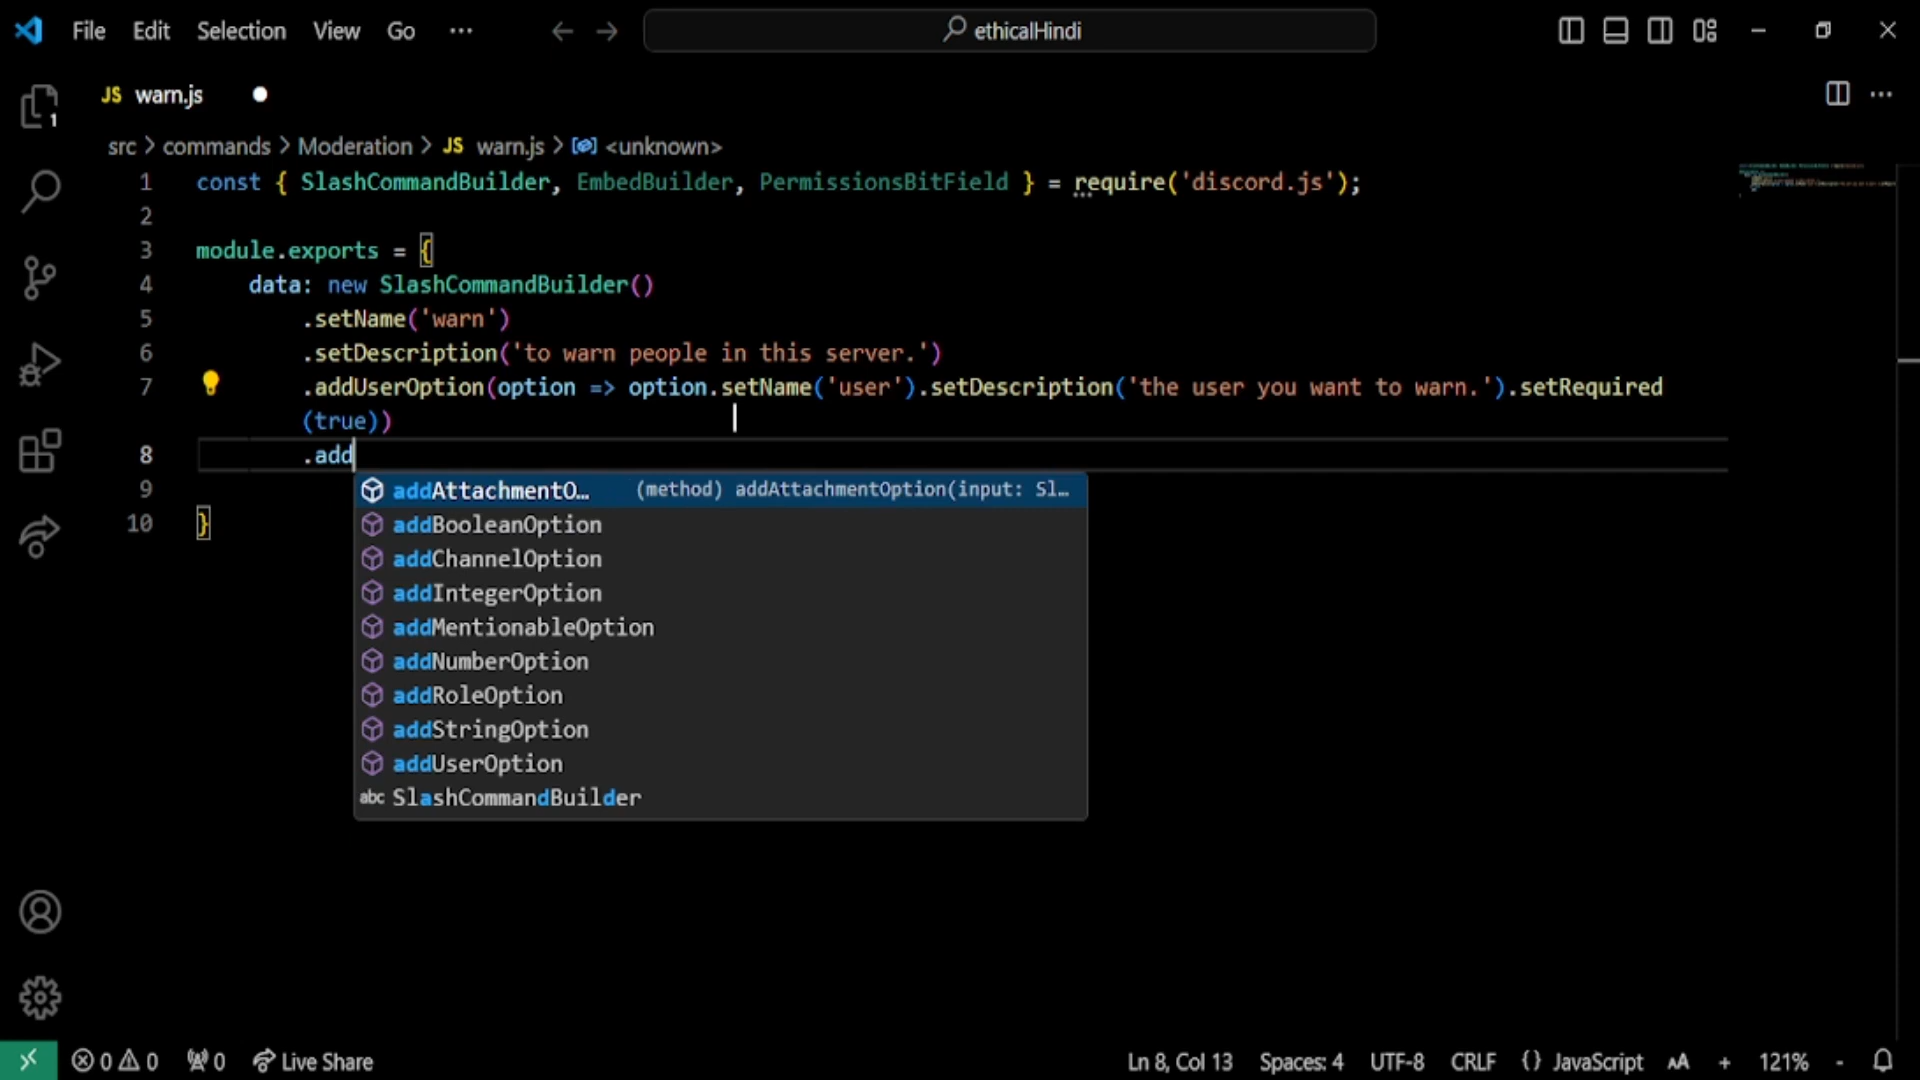 File Edit Selection View Go ··· ethicalHindi
JS warn.js
1
src > commands > Moderation > JS warn.js > <unknown>
1 const { SlashCommandBuilder, EmbedBuilder, PermissionsBitField } = require('discord.js');
2
3 module.exports = {
4 data: new SlashCommandBuilder()
5 .setName('warn')
6 .setDescription('to warn people in this server.')
7 .addUserOption(option => option.setName('user').setDescription('the user you want to warn.').setRequired
(true))
8 .add
addAttachmentO… (method) addAttachmentOption(input: Sl…
9
addBooleanOption
10 }
addChannelOption
addIntegerOption
addMentionableOption
addNumberOption
addRoleOption
addStringOption
addUserOption
abc SlashCommandBuilder
0 0 0 Live Share Ln 8, Col 13 Spaces: 4 UTF-8 CRLF {} JavaScript AA + 121% -